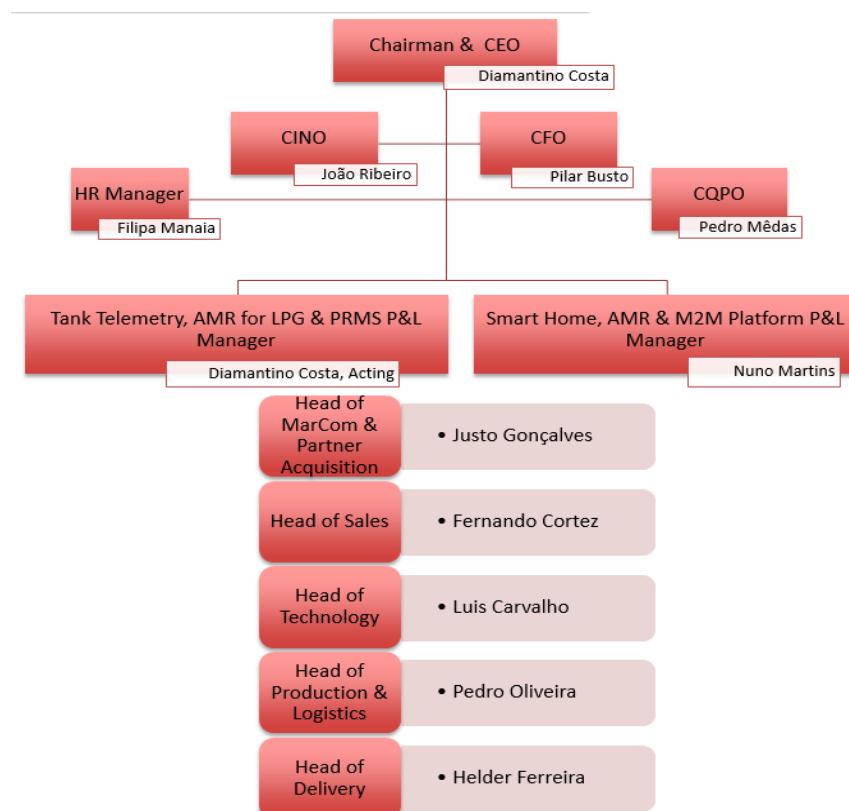 Chairman & CEO
Diamantino Costa
CINO
João Ribeiro
CFO
Pilar Busto
HR Manager
Filipa Manaia
CQPO
Pedro Mêdas
Tank Telemetry, AMR for LPG & PRMS P&L
Manager
Diamantino Costa, Acting
Smart Home, AMR & M2M Platform P&L
Manager
Nuno Martins
Head of
MarCom &
Partner
Acquisition
• Justo Gonçalves
Head of Sales
• Fernando Cortez
Head of
Technology
• Luis Carvalho
Head of
Production &
Logistics
• Pedro Oliveira
Head of
Delivery
• Helder Ferreira